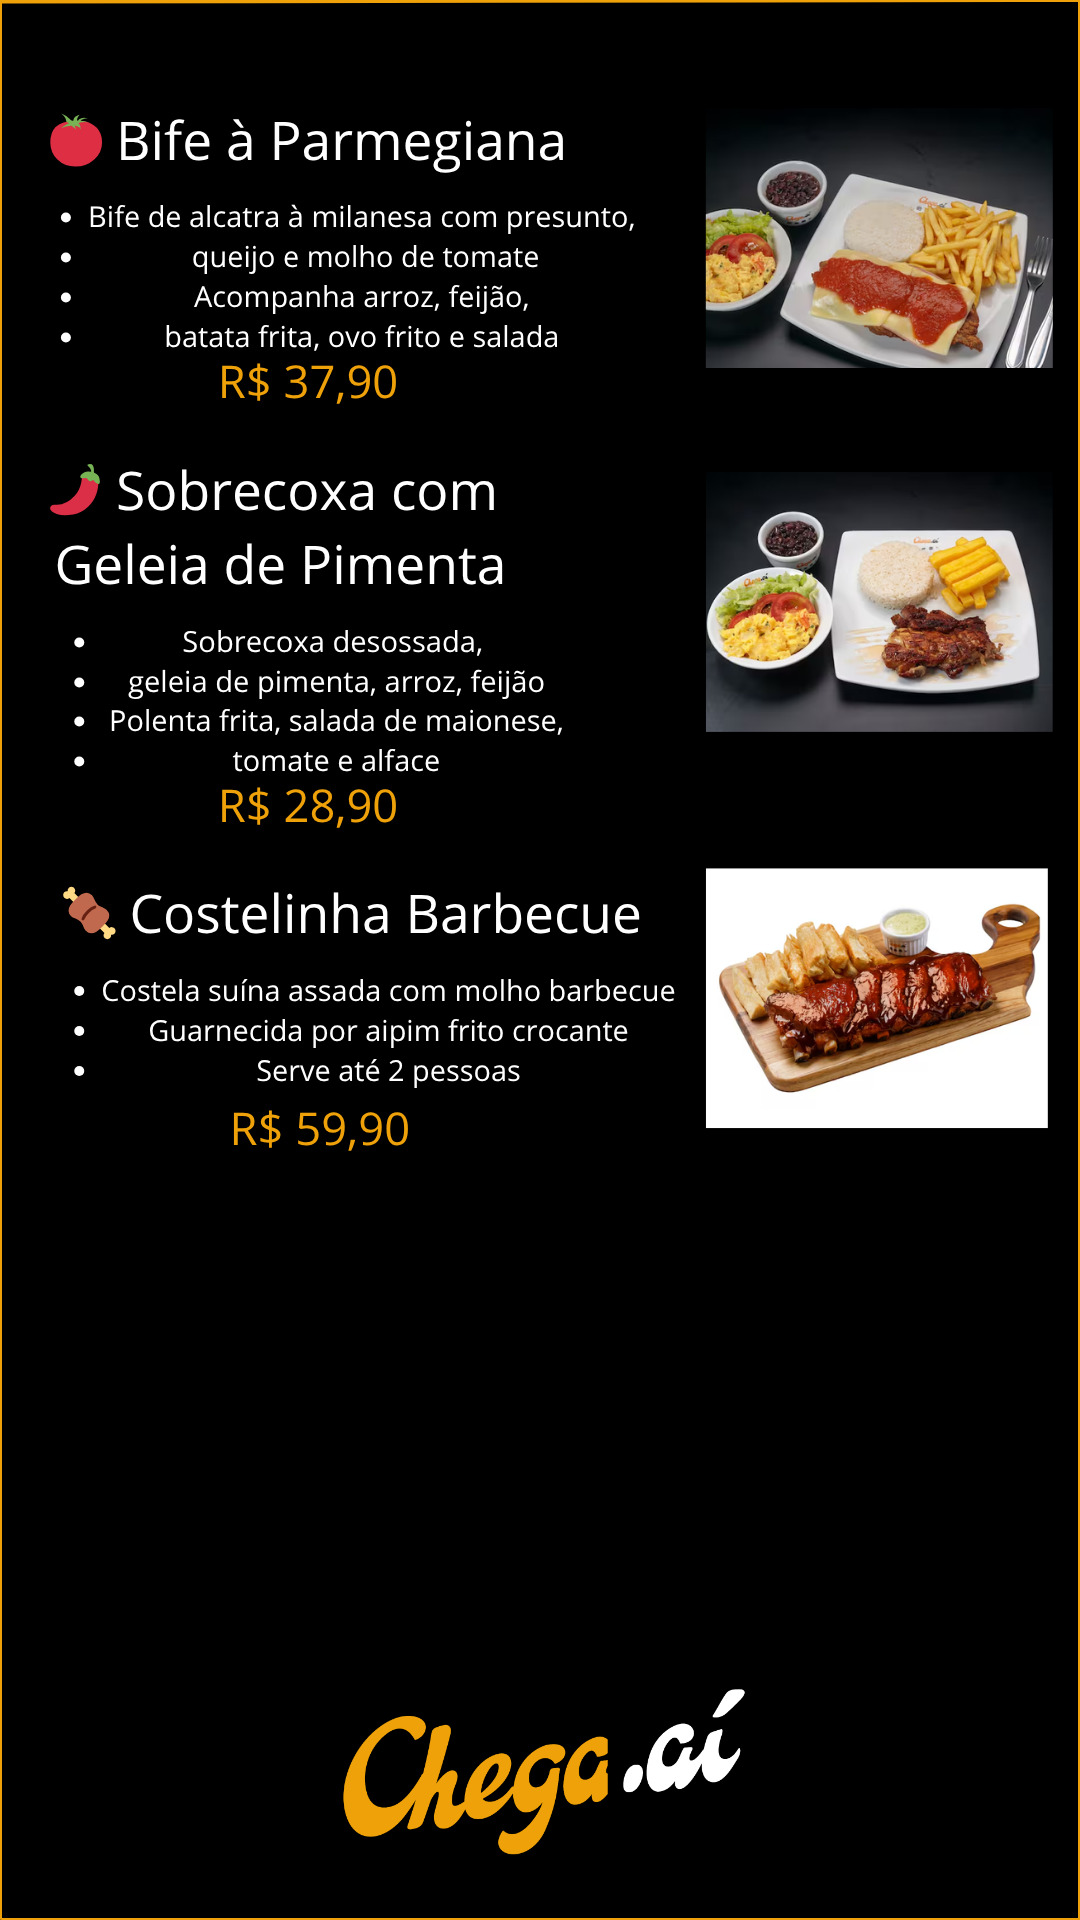 Bife à Parmegiana
Bife de alcatra à milanesa com presunto,
queijo e molho de tomate
Acompanha arroz, feijão,
batata frita, ovo frito e salada
R$ 37,90
Sobrecoxa com
Geleia de Pimenta
Sobrecoxa desossada,
geleia de pimenta, arroz, feijão
Polenta frita, salada de maionese,
tomate e alface
R$ 28,90
Costelinha Barbecue
Costela suína assada com molho barbecue
Guarnecida por aipim frito crocante
Serve até 2 pessoas
R$ 59,90
Chega.aí